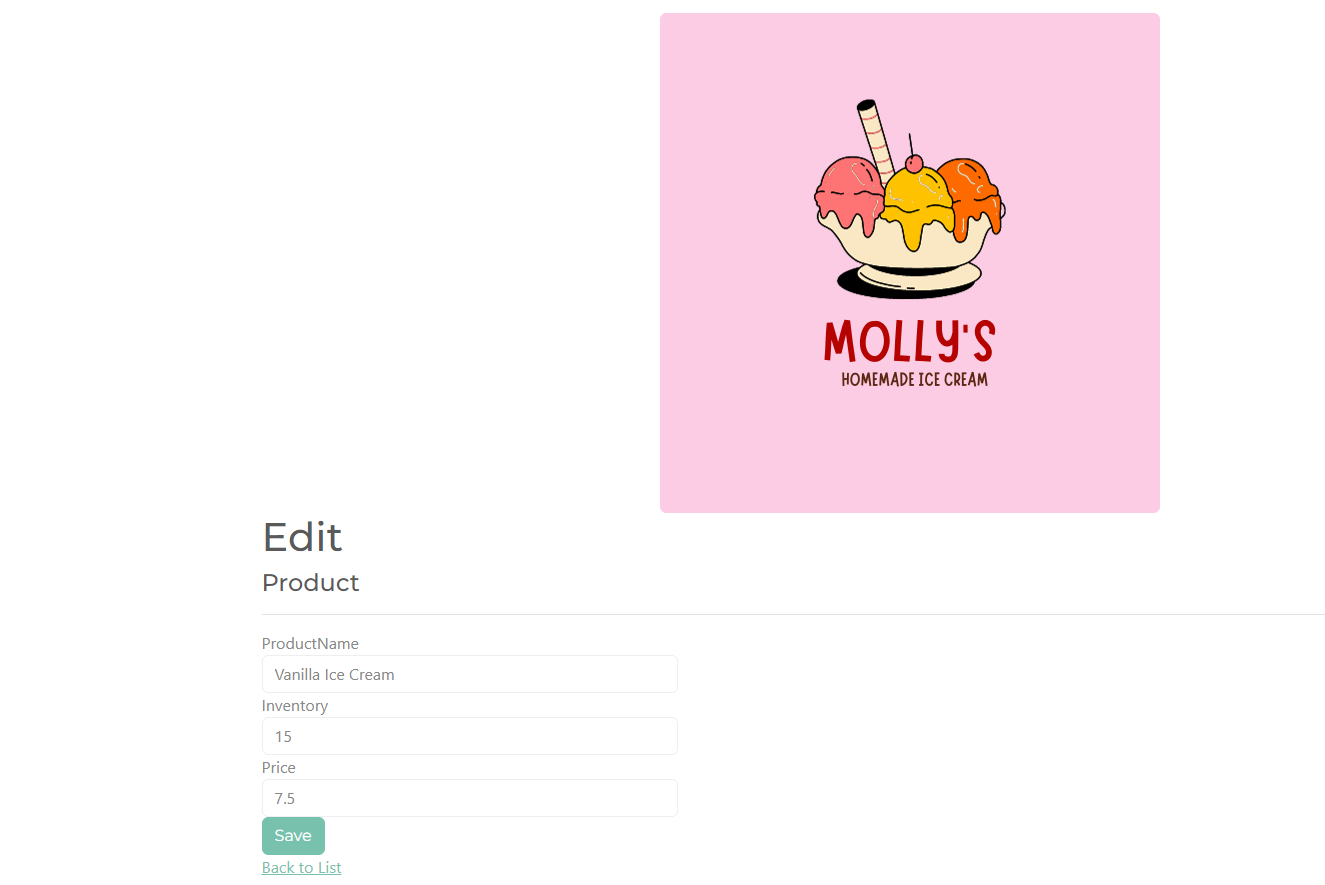 MOLLY'S
HOMEMADE ICE CREAM
Edit
Product
ProductName
Vanilla Ice Cream
Inventory
15
Price
7.5
Save
Back to List